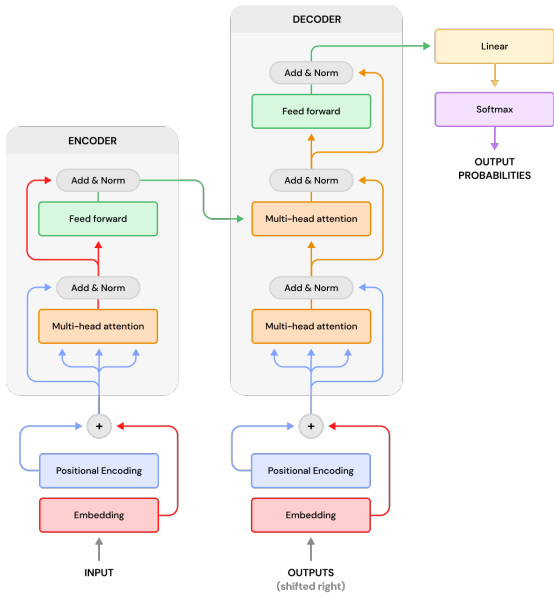 DECODER
Linear
Add & Norm
Softmax
Feed forward
ENCODER
OUTPUT
PROBABILITIES
Add & Norm
Add & Norm
Feed forward
Multi-head attention
Add & Norm
Add & Norm
Multi-head attention
Multi-head attention
+
+
Positional Encoding
Positional Encoding
Embedding
Embedding
INPUT
OUTPUTS
(shifted right)